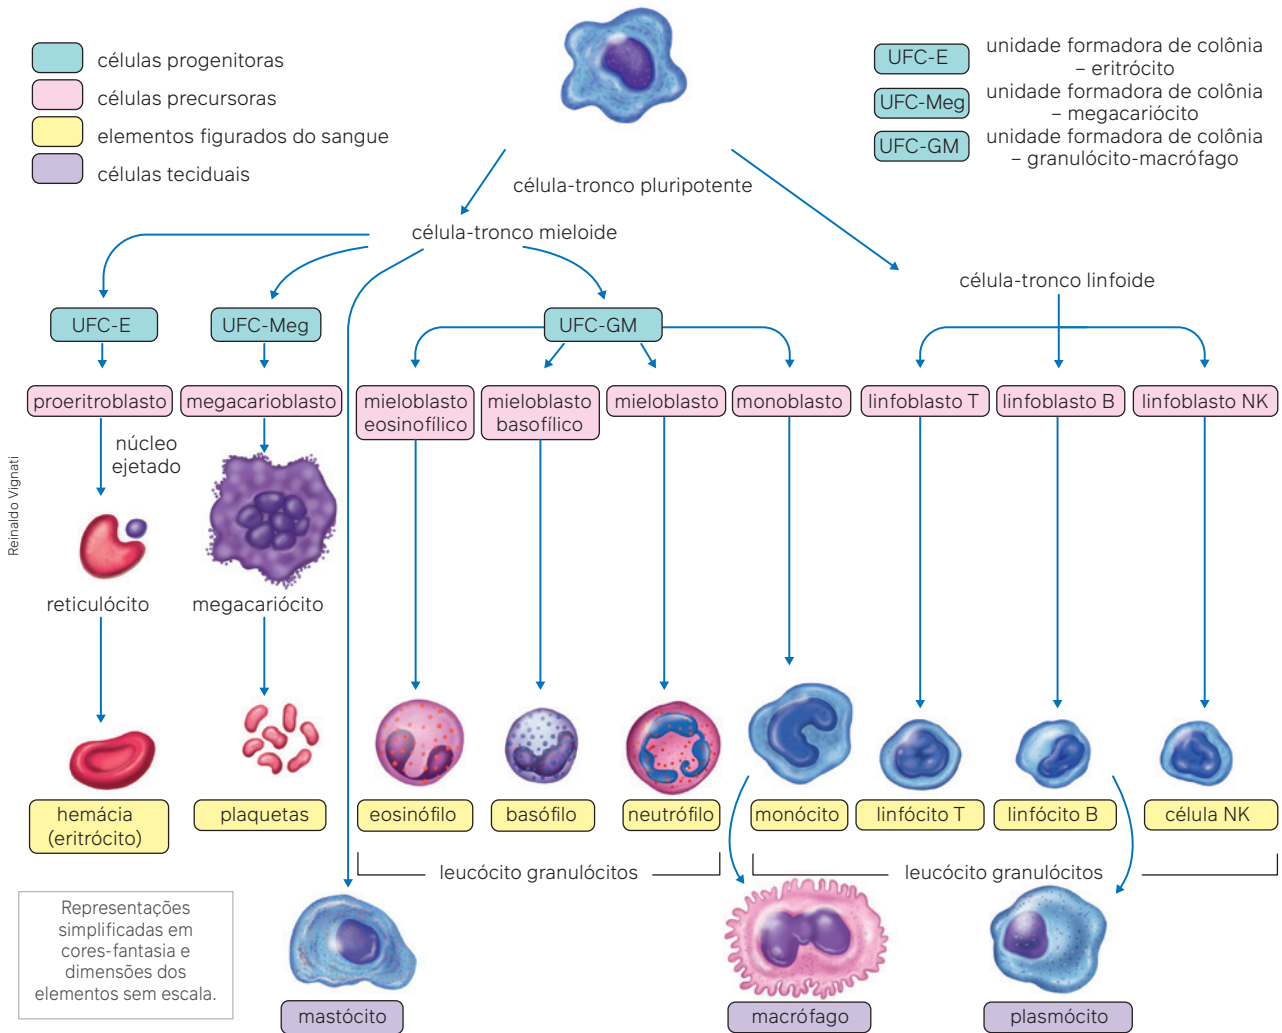 células progenitoras
células precursoras
elementos figurados do sangue
células teciduais
UFC-E
unidade formadora de colônia
– eritrócito
UFC-Meg
unidade formadora de colônia
– megacariócito
UFC-GM
unidade formadora de colônia
– granulócito-macrófago
célula-tronco pluripotente
célula-tronco mieloide
célula-tronco linfoide
UFC-E
UFC-Meg
UFC-GM
proeritroblasto
megacarioblasto
mieloblasto
eosinofílico
mieloblasto
basofílico
mieloblasto
monoblasto
linfoblasto T
linfoblasto B
linfoblasto NK
núcleo
ejetado
Reinaldo Vignati
reticulócito
megacariócito
hemácia
(eritrócito)
plaquetas
eosinófilo
basófilo
neutrófilo
monócito
linfócito T
linfócito B
célula NK
leucócito granulócitos
leucócito granulócitos
Representações
simplificadas em
cores-fantasia e
dimensões dos
elementos sem escala.
mastócito
macrófago
plasmócito